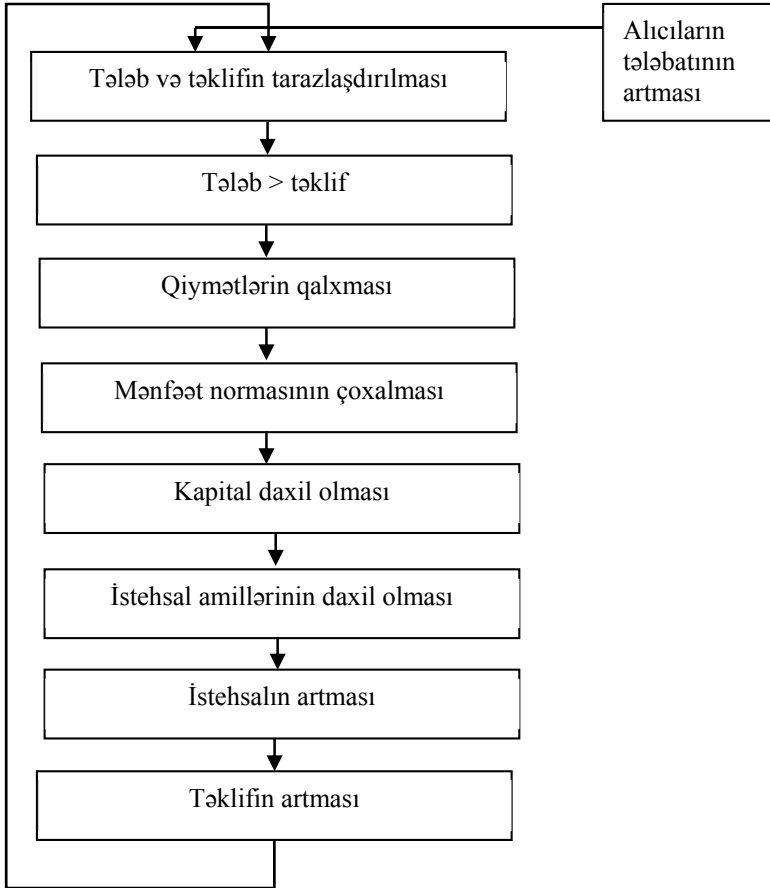 Alıcıların
tələbatının
artması
Tələb və təklifin tarazlaşdırılması
Tələb > təklif
Qiymətlərin qalxması
Mənfəət normasının çoxalması
Kapital daxil olması
İstehsal amillərinin daxil olması
İstehsalın artması
Təklifin artması